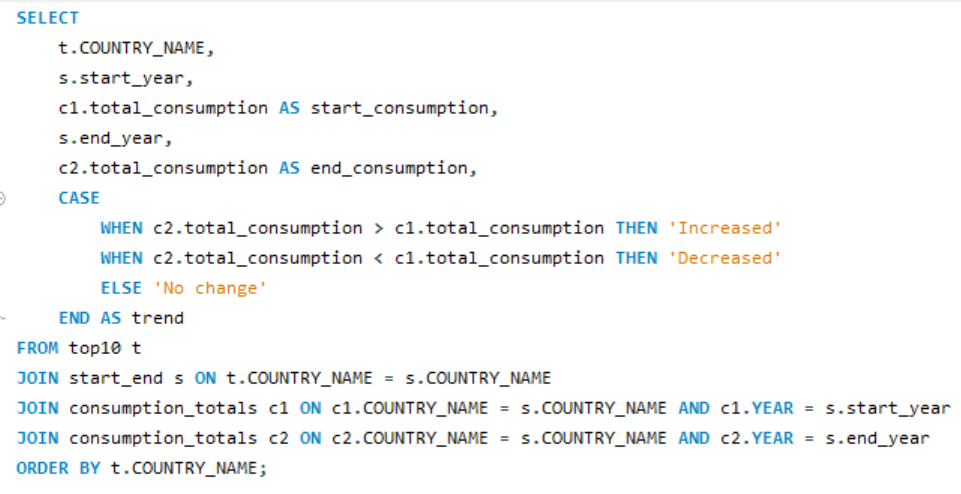 SELECT
    t.COUNTRY_NAME,
    s.start_year,
    c1.total_consumption AS start_consumption,
    s.end_year,
    c2.total_consumption AS end_consumption,
    CASE
        WHEN c2.total_consumption > c1.total_consumption THEN 'Increased'
        WHEN c2.total_consumption < c1.total_consumption THEN 'Decreased'
        ELSE 'No change'
    END AS trend
FROM top10 t
JOIN start_end s ON t.COUNTRY_NAME = s.COUNTRY_NAME
JOIN consumption_totals c1 ON c1.COUNTRY_NAME = s.COUNTRY_NAME AND c1.YEAR = s.start_year
JOIN consumption_totals c2 ON c2.COUNTRY_NAME = s.COUNTRY_NAME AND c2.YEAR = s.end_year
ORDER BY t.COUNTRY_NAME;